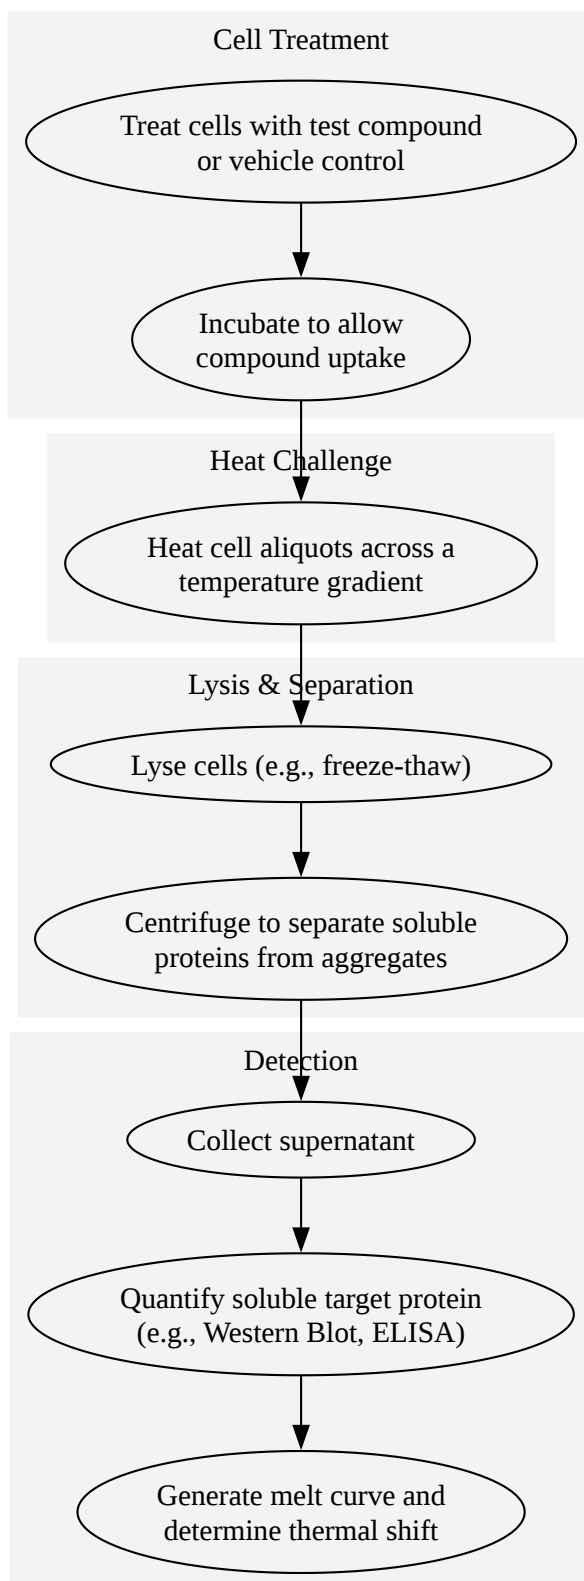 Cell Treatment
Treat cells with test compound
or vehicle control
Incubate to allow
compound uptake
Heat Challenge
Heat cell aliquots across a
temperature gradient
Lysis & Separation
Lyse cells (e.g., freeze-thaw)
Centrifuge to separate soluble
proteins from aggregates
Detection
Collect supernatant
Quantify soluble target protein
(e.g., Western Blot, ELISA)
Generate melt curve and
determine thermal shift